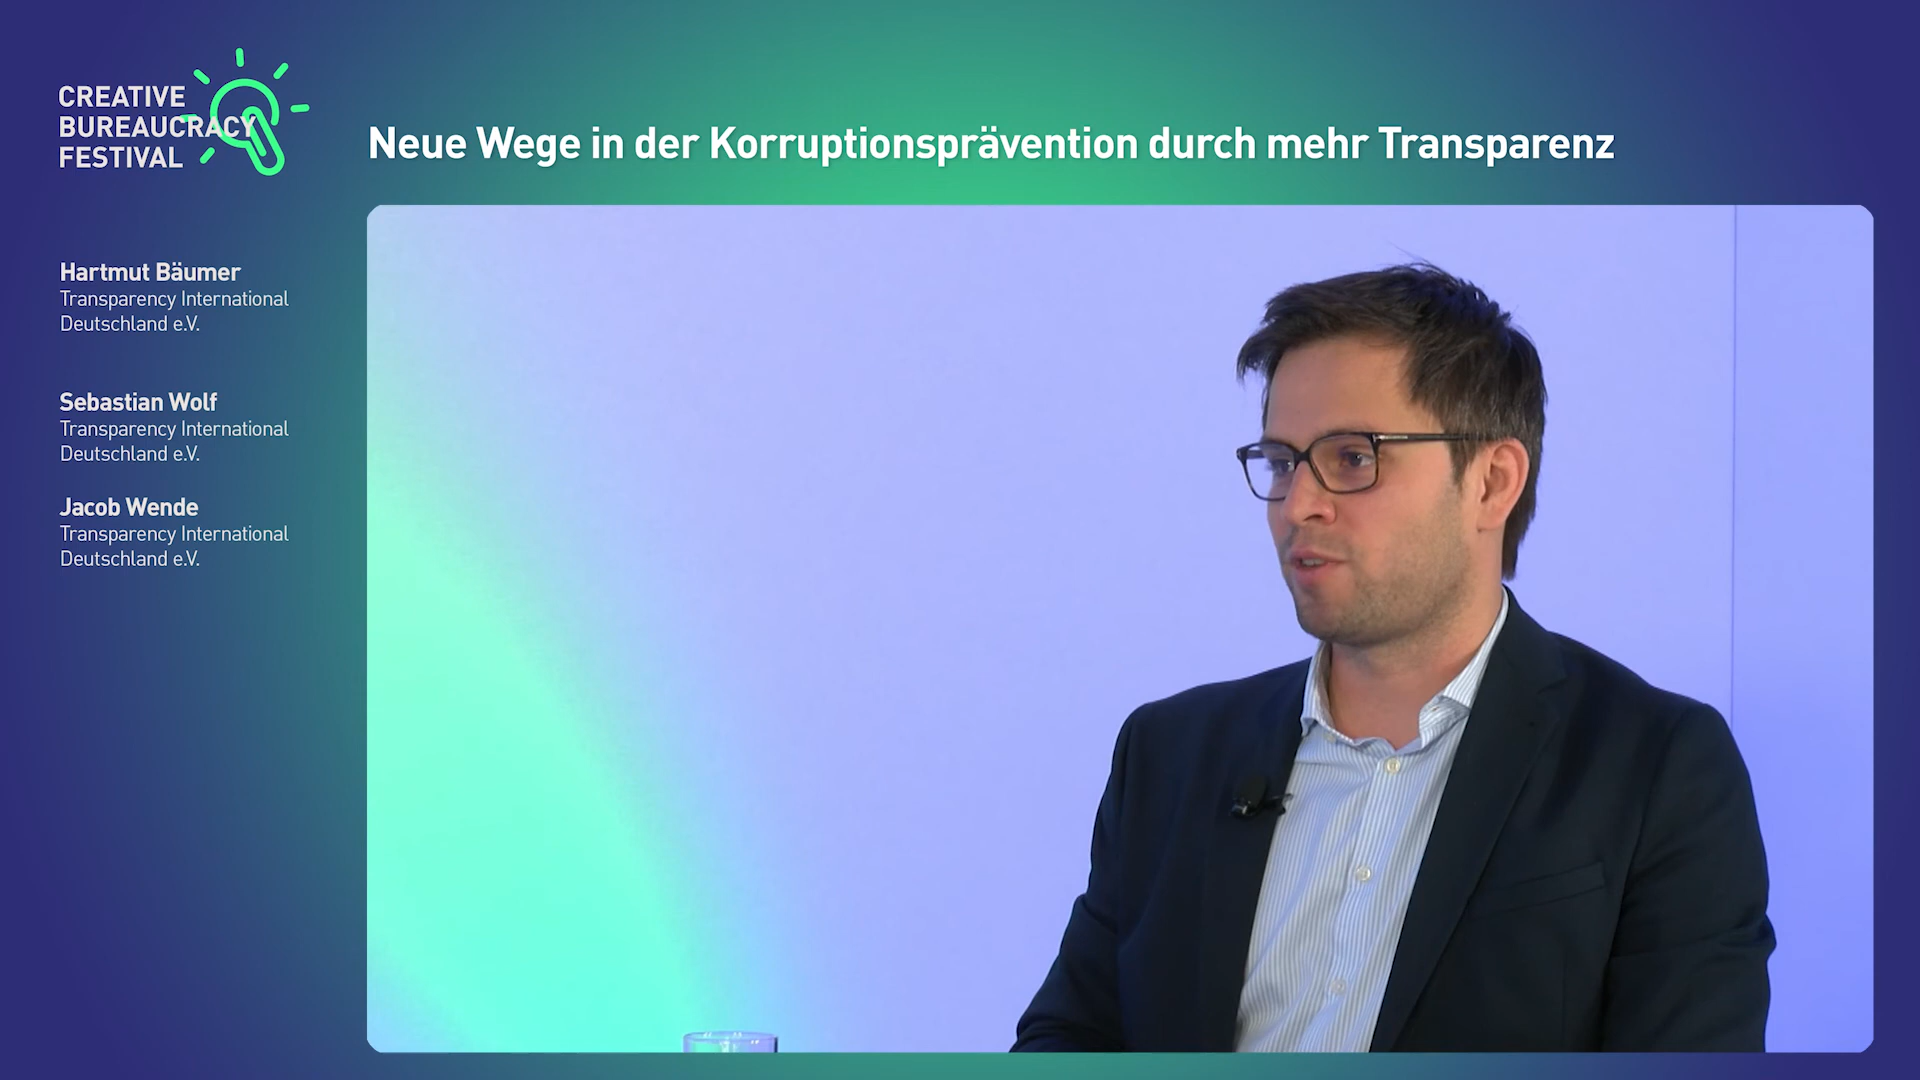 CREATIVE
BUREAUCRACY
FESTIVAL
Neue Wege in der Korruptionsprävention durch mehr Transparenz
Hartmut Bäumer
Transparency International
Deutschland e.V.
Sebastian Wolf
Transparency International
Deutschland e.V.
Jacob Wende
Transparency International
Deutschland e.V.